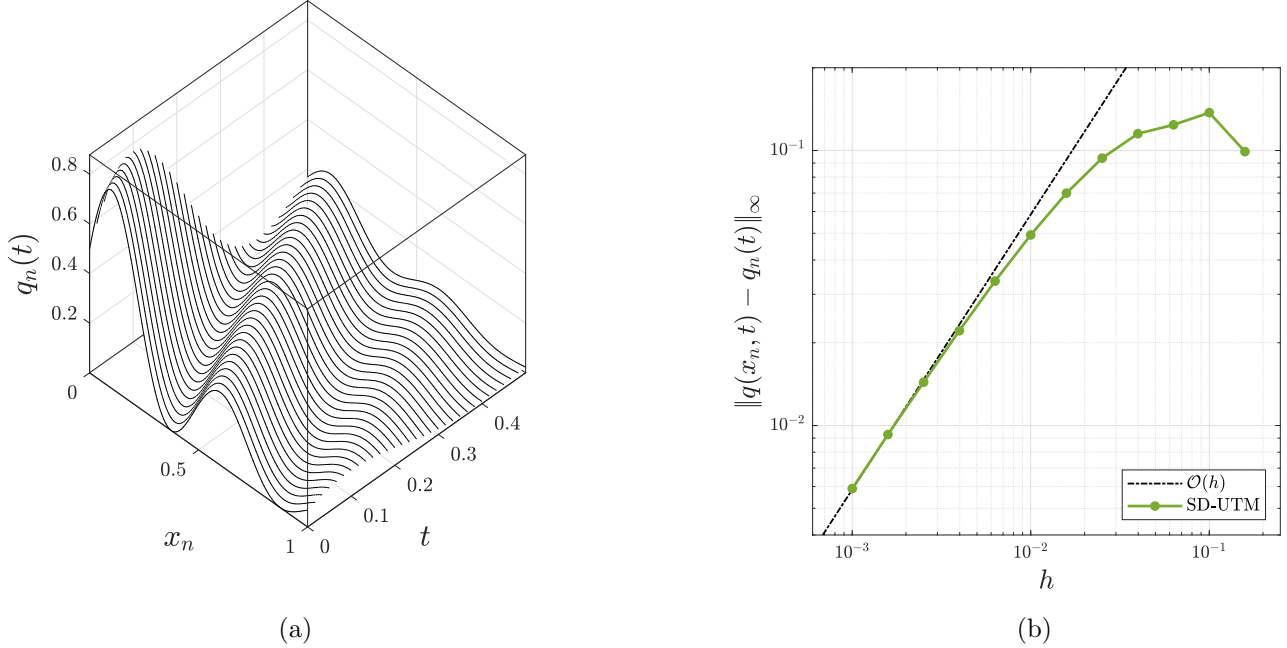 0.8
0.6
0.4
0.2
0
q_n(t)
0.5
1
x_n
0
0.1
0.2
0.3
0.4
t
(a)
10^{-1}
10^{-2}
‖q(x_n, t) − q_n(t)‖_∞
O(h)
SD-UTM
10^{-3}
10^{-2}
10^{-1}
h
(b)